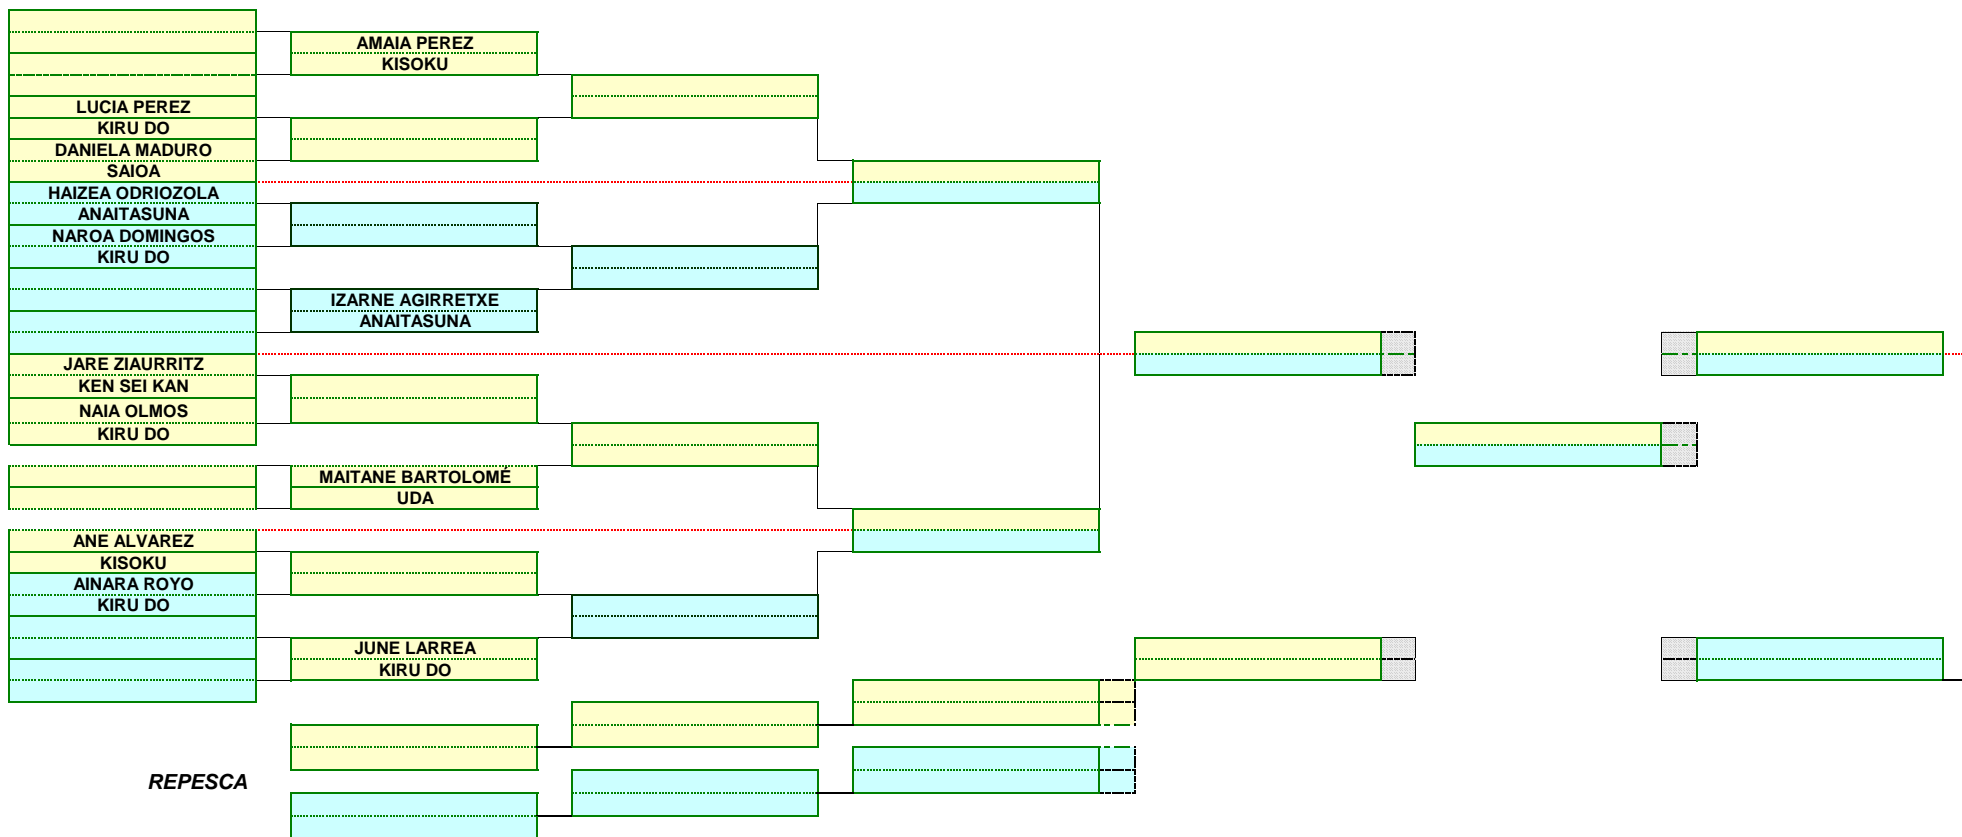 AMAIA PEREZ
KISOKU
LUCIA PEREZ
KIRU DO
DANIELA MADURO
SAIOA
HAIZEA ODRIOZOLA
ANAITASUNA
NAROA DOMINGOS
KIRU DO
IZARNE AGIRRETXE
ANAITASUNA
JARE ZIAURRITZ
KEN SEI KAN
NAIA OLMOS
KIRU DO
MAITANE BARTOLOMÉ
UDA
ANE ALVAREZ
KISOKU
AINARA ROYO
KIRU DO
JUNE LARREA
KIRU DO
REPESCA